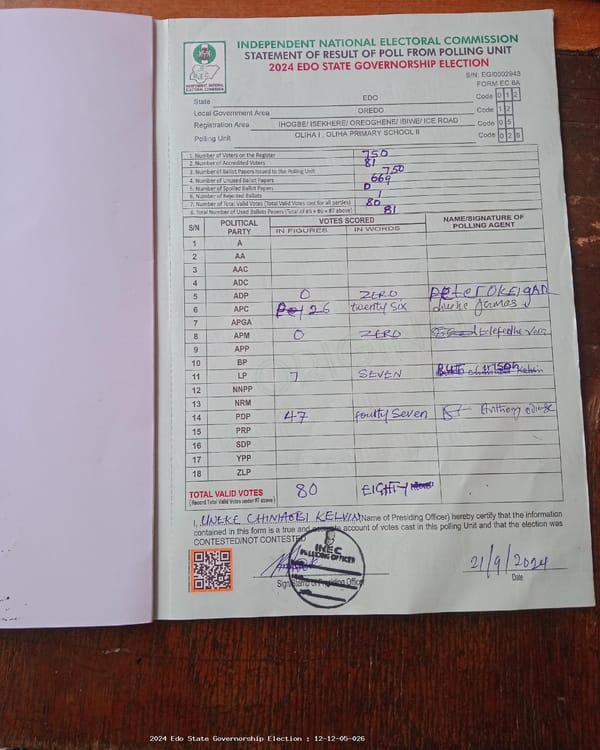 INDEPENDENT NATIONAL ELECTORAL COMMISSION
STATEMENT OF RESULT OF POLL FROM POLLING UNIT
2024 EDO STATE GOVERNORSHIP ELECTION
INEC
INDEPENDENT NATIONAL ELECTORAL COMMISSION
S/N: EG/0002943
FORM EC 8A
State EDO Code 0 1 2
Local Government Area OREDO Code 1 2
Registration Area IHOGBE/ ISEKHERE/ OREOGHENE/ IBIWE/ ICE ROAD Code 0 5
Polling Unit OLIHA I , OLIHA PRIMARY SCHOOL II Code 0 2 6
1. Number of Voters on the Register 750
2. Number of Accredited Voters 81
3. Number of Ballot Papers Issued to the Polling Unit 750
4. Number of Unused Ballot Papers 669
5. Number of Spoiled Ballot Papers 0
6. Number of Rejected Ballots 1
7. Number of Total Valid Votes (Total Valid Votes cast for all parties) 80
8. Total Number of Used Ballots Papers (Total of #5 + #6 + #7 above) 81
S/N POLITICAL PARTY VOTES SCORED NAME/SIGNATURE OF POLLING AGENT
IN FIGURES IN WORDS
1 A
2 AA
3 AAC
4 ADC
5 ADP 0 ZERO Peter
6 APC 26 twenty Six
7 APGA
8 APM 0 ZERO
9 APP
10 BP
11 LP 7 SEVEN Kelvin
12 NNPP
13 NRM
14 PDP 47 fourty Seven Anthony
15 PRP
16 SDP
17 YPP
18 ZLP
TOTAL VALID VOTES 80 EIGHTY
(Record Total Valid Votes under #7 above)
I, UNEKE CHINAOBI KELVIN (Name of Presiding Officer) hereby certify that the information
contained in this form is a true and account of votes cast in this polling Unit and that the election was
CONTESTED/NOT CONTESTED
INEC
PRESIDING OFFICER
Signature of Presiding Officer
21/9/2024
Date
2024 Edo State Governorship Election : 12-12-05-026